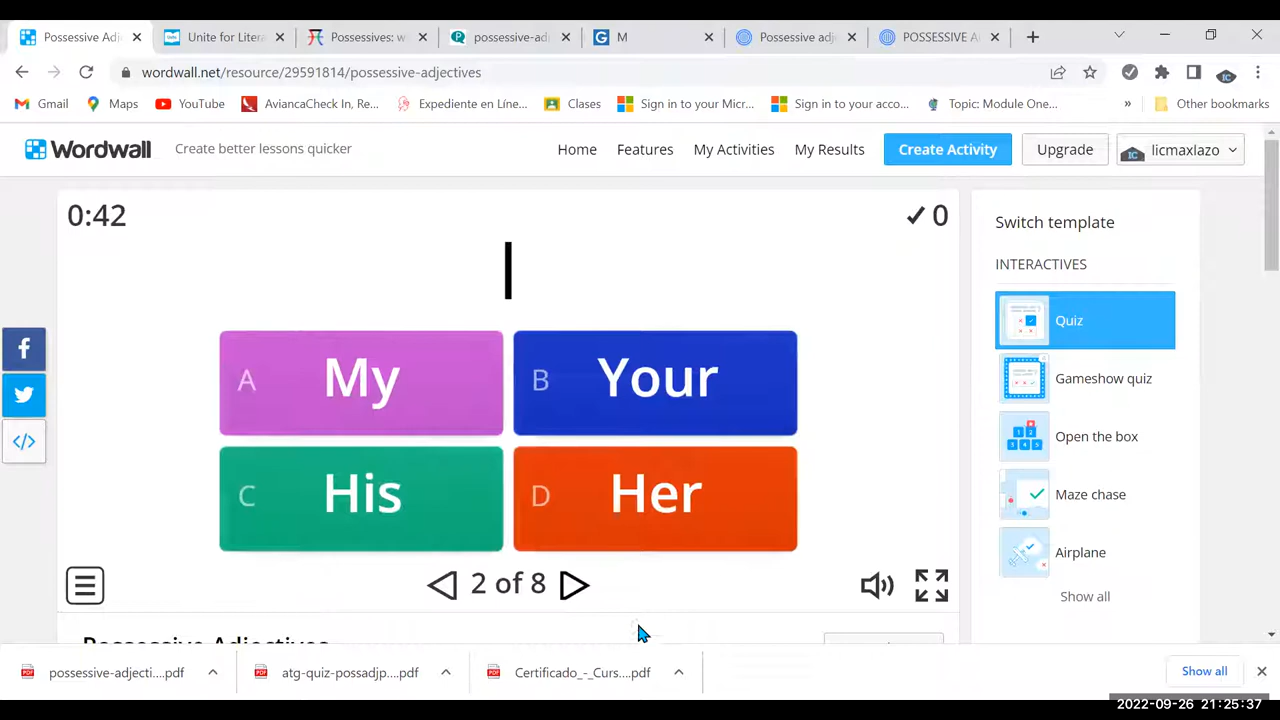 Possessive Adj
Unite for Litera
Possessives: w
possessive-ad
M
Possessive adj
POSSESSIVE A
wordwall.net/resource/29591814/possessive-adjectives
Gmail
Maps
YouTube
AviancaCheck In, Re...
Expediente en Líne...
Clases
Sign in to your Micr...
Sign in to your acco...
Topic: Module One...
»
Other bookmarks
Wordwall
Create better lessons quicker
Home
Features
My Activities
My Results
Create Activity
Upgrade
IC
licmaxlazo
0:42
✓ 0
I
A My
B Your
C His
D Her
2 of 8
Possessive Adjectives
Switch template
INTERACTIVES
Quiz
Gameshow quiz
Open the box
Maze chase
Airplane
Show all
possessive-adjecti....pdf
atg-quiz-possadjp....pdf
Certificado_-_Curs....pdf
Show all
2022-09-26 21:25:37